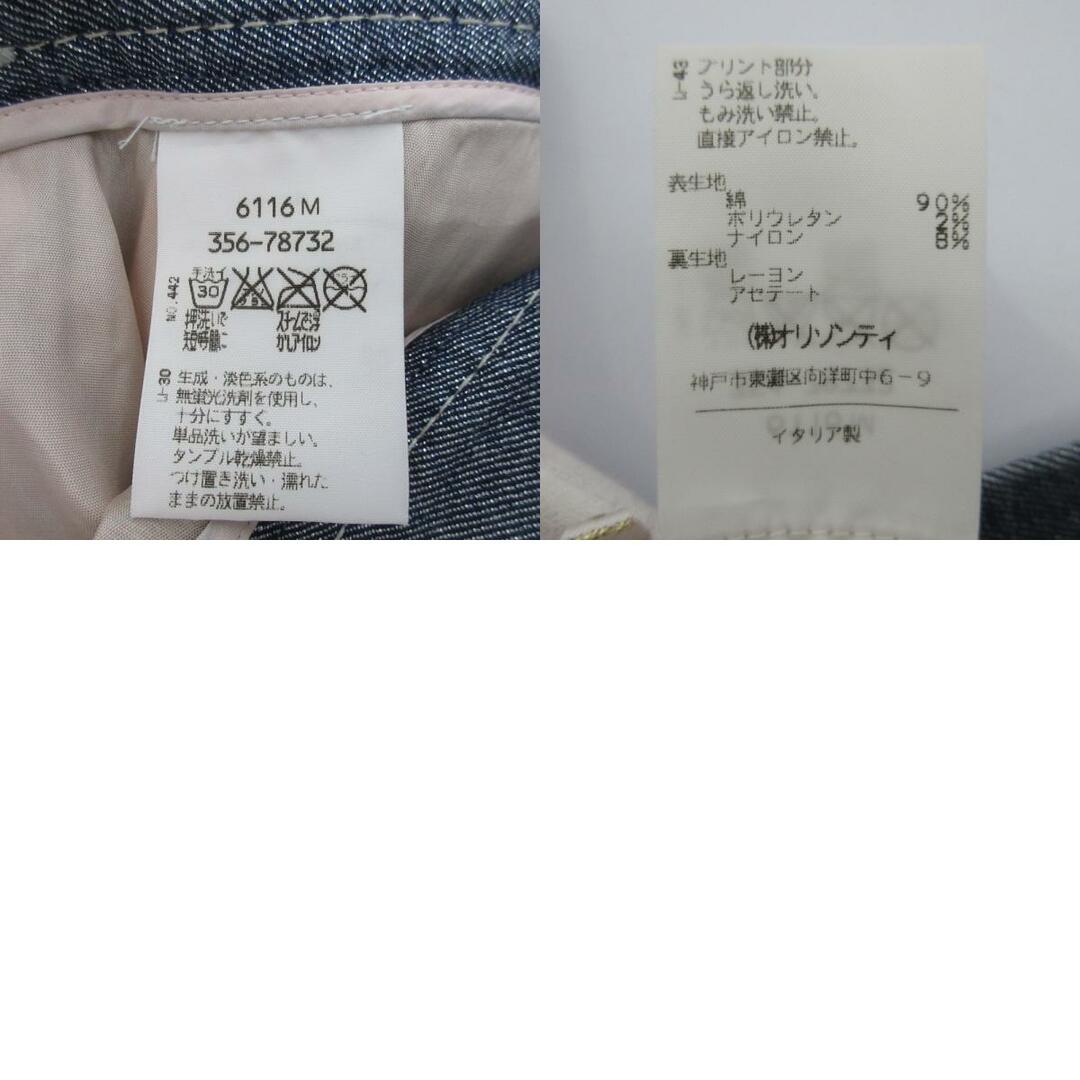 6116 M
356-78732
NO.442
手洗イ
30
押洗いで
短時間に
スチームで浮
かしアイロン
レ-30
生成・淡色系のものは、
無蛍光洗剤を使用し、
十分にすすぐ。
単品洗いが望ましい。
タンブル乾燥禁止。
つけ置き洗い・濡れた
ままの放置禁止。
レ-43
プリント部分
うら返し洗い。
もみ洗い禁止。
直接アイロン禁止。
表生地
綿 90%
ポリウレタン 2%
ナイロン 8%
裏生地
レーヨン
アセテート
(株)オリゾンティ
神戸市東灘区向洋町中6-9
イタリア製